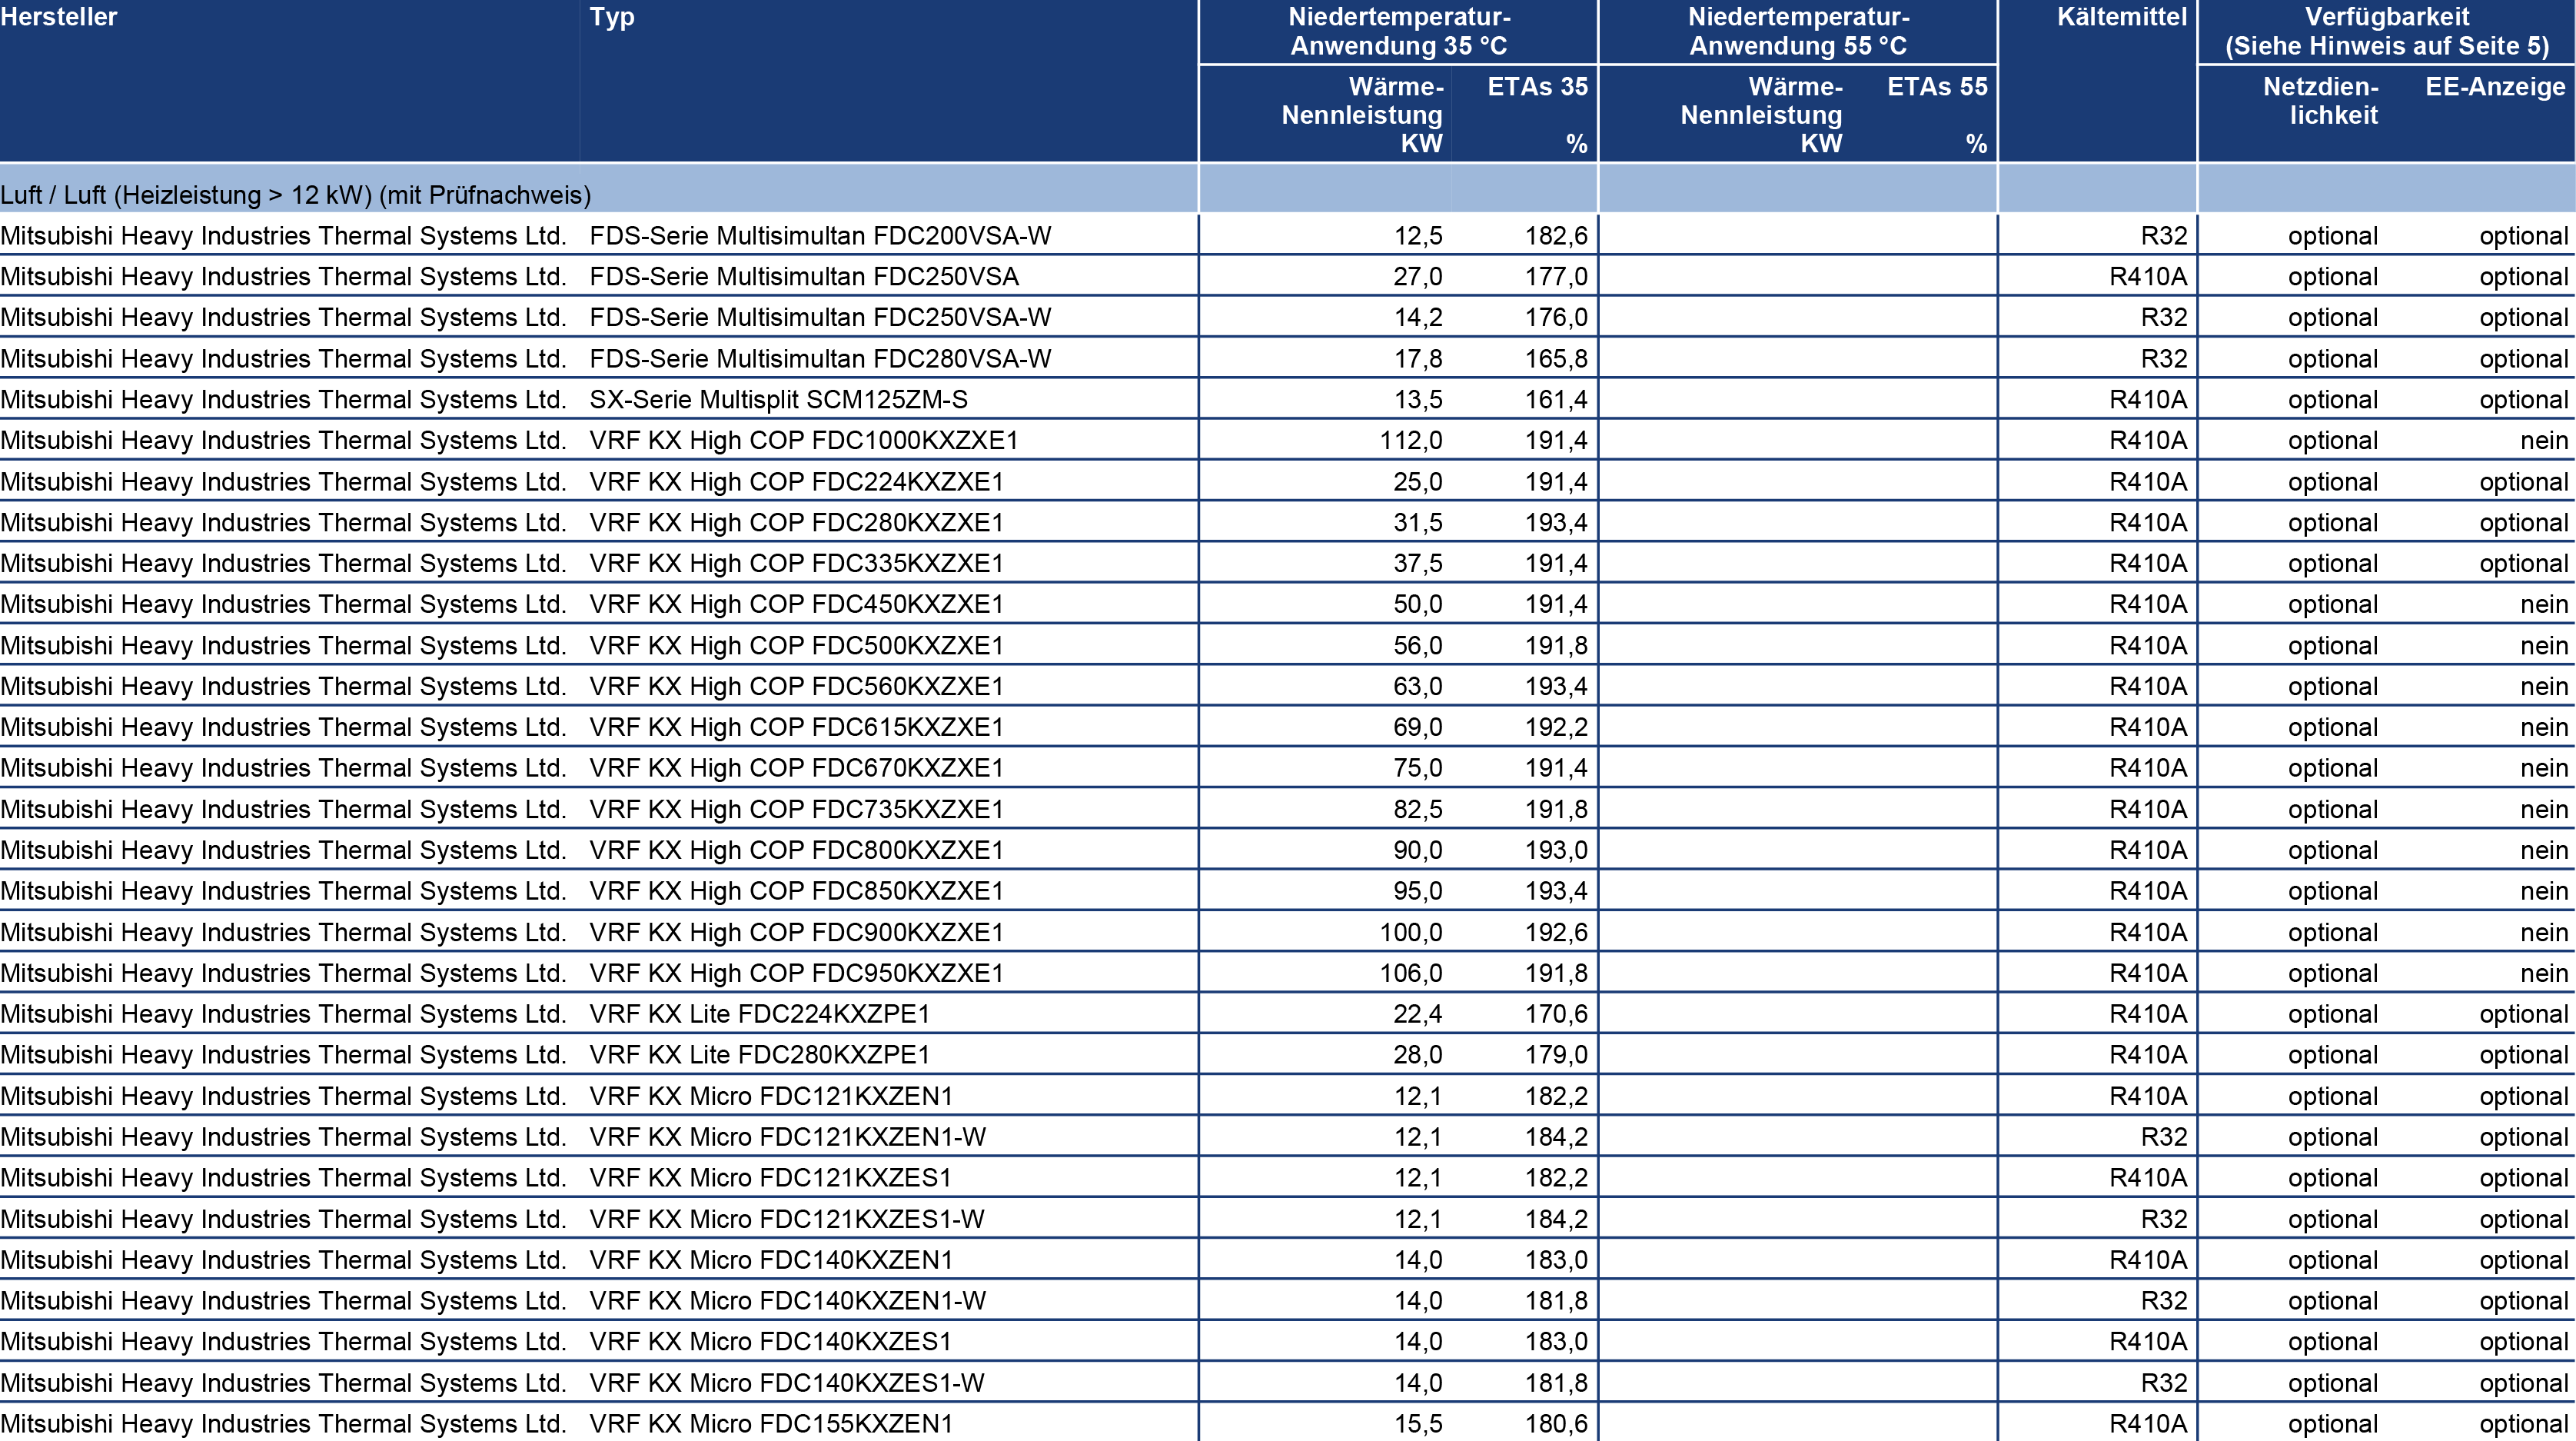 Hersteller Typ Niedertemperatur- Niedertemperatur- Kältemittel Verfügbarkeit
Anwendung 35 °C Anwendung 55 °C (Siehe Hinweis auf Seite 5)
Wärme- ETAs 35 Wärme- ETAs 55 Netzdien- EE-Anzeige
Nennleistung Nennleistung lichkeit
KW % KW %
Luft / Luft (Heizleistung > 12 kW) (mit Prüfnachweis)
Mitsubishi Heavy Industries Thermal Systems Ltd. FDS-Serie Multisimultan FDC200VSA-W 12,5 182,6 R32 optional optional
Mitsubishi Heavy Industries Thermal Systems Ltd. FDS-Serie Multisimultan FDC250VSA 27,0 177,0 R410A optional optional
Mitsubishi Heavy Industries Thermal Systems Ltd. FDS-Serie Multisimultan FDC250VSA-W 14,2 176,0 R32 optional optional
Mitsubishi Heavy Industries Thermal Systems Ltd. FDS-Serie Multisimultan FDC280VSA-W 17,8 165,8 R32 optional optional
Mitsubishi Heavy Industries Thermal Systems Ltd. SX-Serie Multisplit SCM125ZM-S 13,5 161,4 R410A optional optional
Mitsubishi Heavy Industries Thermal Systems Ltd. VRF KX High COP FDC1000KXZXE1 112,0 191,4 R410A optional nein
Mitsubishi Heavy Industries Thermal Systems Ltd. VRF KX High COP FDC224KXZXE1 25,0 191,4 R410A optional optional
Mitsubishi Heavy Industries Thermal Systems Ltd. VRF KX High COP FDC280KXZXE1 31,5 193,4 R410A optional optional
Mitsubishi Heavy Industries Thermal Systems Ltd. VRF KX High COP FDC335KXZXE1 37,5 191,4 R410A optional optional
Mitsubishi Heavy Industries Thermal Systems Ltd. VRF KX High COP FDC450KXZXE1 50,0 191,4 R410A optional nein
Mitsubishi Heavy Industries Thermal Systems Ltd. VRF KX High COP FDC500KXZXE1 56,0 191,8 R410A optional nein
Mitsubishi Heavy Industries Thermal Systems Ltd. VRF KX High COP FDC560KXZXE1 63,0 193,4 R410A optional nein
Mitsubishi Heavy Industries Thermal Systems Ltd. VRF KX High COP FDC615KXZXE1 69,0 192,2 R410A optional nein
Mitsubishi Heavy Industries Thermal Systems Ltd. VRF KX High COP FDC670KXZXE1 75,0 191,4 R410A optional nein
Mitsubishi Heavy Industries Thermal Systems Ltd. VRF KX High COP FDC735KXZXE1 82,5 191,8 R410A optional nein
Mitsubishi Heavy Industries Thermal Systems Ltd. VRF KX High COP FDC800KXZXE1 90,0 193,0 R410A optional nein
Mitsubishi Heavy Industries Thermal Systems Ltd. VRF KX High COP FDC850KXZXE1 95,0 193,4 R410A optional nein
Mitsubishi Heavy Industries Thermal Systems Ltd. VRF KX High COP FDC900KXZXE1 100,0 192,6 R410A optional nein
Mitsubishi Heavy Industries Thermal Systems Ltd. VRF KX High COP FDC950KXZXE1 106,0 191,8 R410A optional nein
Mitsubishi Heavy Industries Thermal Systems Ltd. VRF KX Lite FDC224KXZPE1 22,4 170,6 R410A optional optional
Mitsubishi Heavy Industries Thermal Systems Ltd. VRF KX Lite FDC280KXZPE1 28,0 179,0 R410A optional optional
Mitsubishi Heavy Industries Thermal Systems Ltd. VRF KX Micro FDC121KXZEN1 12,1 182,2 R410A optional optional
Mitsubishi Heavy Industries Thermal Systems Ltd. VRF KX Micro FDC121KXZEN1-W 12,1 184,2 R32 optional optional
Mitsubishi Heavy Industries Thermal Systems Ltd. VRF KX Micro FDC121KXZES1 12,1 182,2 R410A optional optional
Mitsubishi Heavy Industries Thermal Systems Ltd. VRF KX Micro FDC121KXZES1-W 12,1 184,2 R32 optional optional
Mitsubishi Heavy Industries Thermal Systems Ltd. VRF KX Micro FDC140KXZEN1 14,0 183,0 R410A optional optional
Mitsubishi Heavy Industries Thermal Systems Ltd. VRF KX Micro FDC140KXZEN1-W 14,0 181,8 R32 optional optional
Mitsubishi Heavy Industries Thermal Systems Ltd. VRF KX Micro FDC140KXZES1 14,0 183,0 R410A optional optional
Mitsubishi Heavy Industries Thermal Systems Ltd. VRF KX Micro FDC140KXZES1-W 14,0 181,8 R32 optional optional
Mitsubishi Heavy Industries Thermal Systems Ltd. VRF KX Micro FDC155KXZEN1 15,5 180,6 R410A optional optional